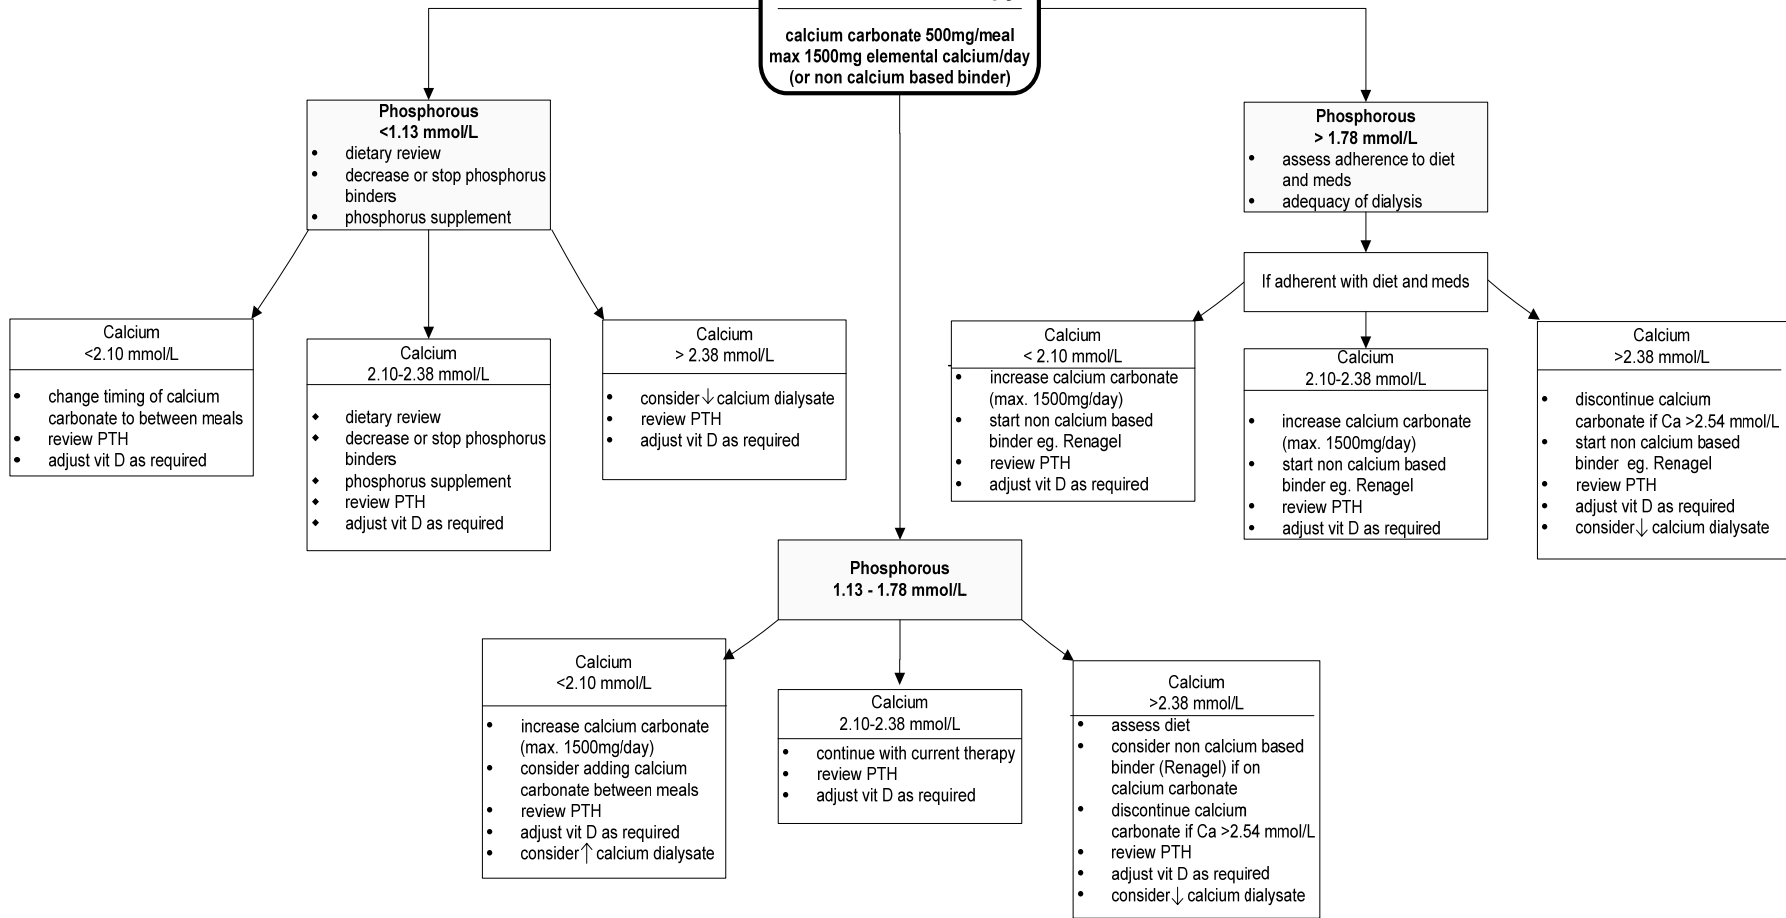 calcium carbonate 500mg/meal
max 1500mg elemental calcium/day
(or non calcium based binder)
Phosphorous
<1.13 mmol/L
• dietary review
• decrease or stop phosphorus
binders
• phosphorus supplement
Calcium
<2.10 mmol/L
• change timing of calcium
carbonate to between meals
• review PTH
• adjust vit D as required
Calcium
2.10-2.38 mmol/L
◆ dietary review
◆ decrease or stop phosphorus
binders
◆ phosphorus supplement
◆ review PTH
◆ adjust vit D as required
Calcium
> 2.38 mmol/L
• consider ↓ calcium dialysate
• review PTH
• adjust vit D as required
Phosphorous
> 1.78 mmol/L
• assess adherence to diet
and meds
• adequacy of dialysis
If adherent with diet and meds
Calcium
< 2.10 mmol/L
• increase calcium carbonate
(max. 1500mg/day)
• start non calcium based
binder eg. Renagel
• review PTH
• adjust vit D as required
Calcium
2.10-2.38 mmol/L
• increase calcium carbonate
(max. 1500mg/day)
• start non calcium based
binder eg. Renagel
• review PTH
• adjust vit D as required
Calcium
>2.38 mmol/L
• discontinue calcium
carbonate if Ca >2.54 mmol/L
• start non calcium based
binder eg. Renagel
• review PTH
• adjust vit D as required
• consider ↓ calcium dialysate
Phosphorous
1.13 - 1.78 mmol/L
Calcium
<2.10 mmol/L
• increase calcium carbonate
(max. 1500mg/day)
• consider adding calcium
carbonate between meals
• review PTH
• adjust vit D as required
• consider ↑ calcium dialysate
Calcium
2.10-2.38 mmol/L
• continue with current therapy
• review PTH
• adjust vit D as required
Calcium
>2.38 mmol/L
• assess diet
• consider non calcium based
binder (Renagel) if on
calcium carbonate
• discontinue calcium
carbonate if Ca >2.54 mmol/L
• review PTH
• adjust vit D as required
• consider ↓ calcium dialysate